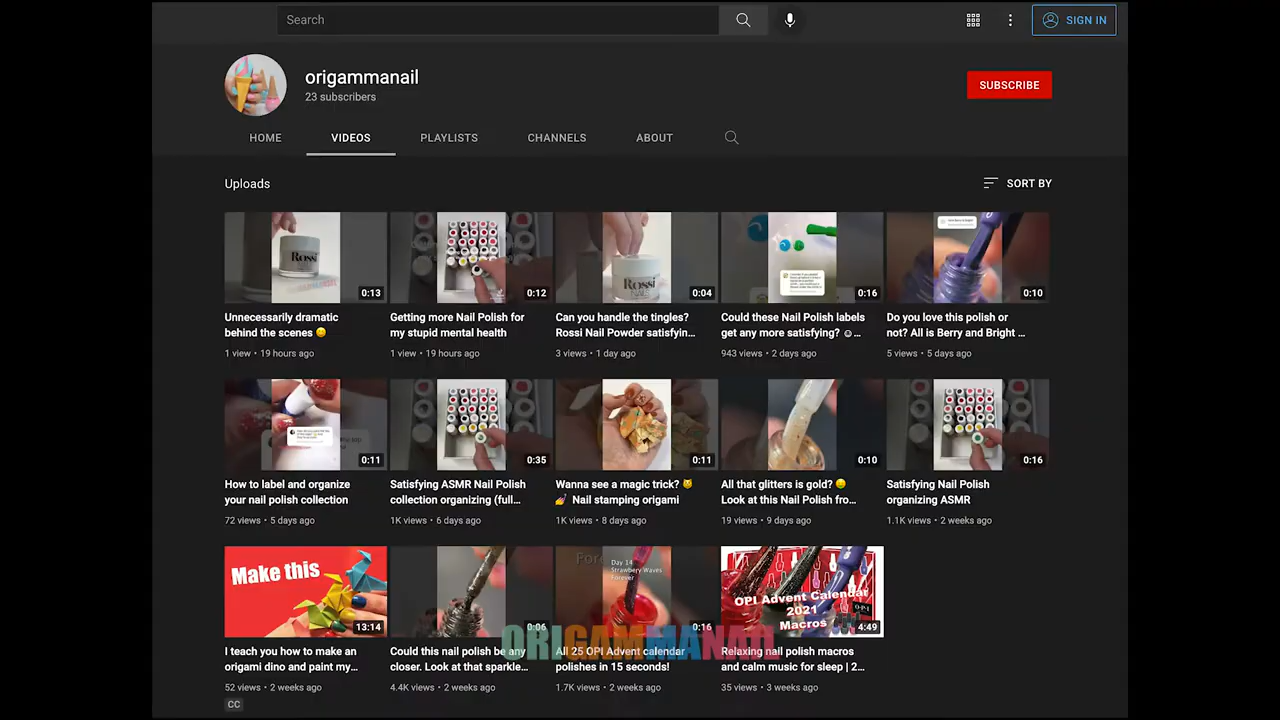 Search
SIGN IN
origammanail
23 subscribers
SUBSCRIBE
HOME VIDEOS PLAYLISTS CHANNELS ABOUT
Uploads
SORT BY
Rossi
0:13
0:12
Rossi
0:04
0:16
0:10
Unnecessarily dramatic
behind the scenes 😄
1 view • 19 hours ago
Getting more Nail Polish for
my stupid mental health
1 view • 19 hours ago
Can you handle the tingles?
Rossi Nail Powder satisfyin...
3 views • 1 day ago
Could these Nail Polish labels
get any more satisfying? ☺...
943 views • 2 days ago
Do you love this polish or
not? All is Berry and Bright ...
5 views • 5 days ago
0:11
0:35
0:11
0:10
0:16
How to label and organize
your nail polish collection
72 views • 5 days ago
Satisfying ASMR Nail Polish
collection organizing (full...
1K views • 6 days ago
Wanna see a magic trick? 😻
💅 Nail stamping origami
1K views • 8 days ago
All that glitters is gold? 🙂
Look at this Nail Polish fro...
19 views • 9 days ago
Satisfying Nail Polish
organizing ASMR
1.1K views • 2 weeks ago
Make this
13:14
0:06
Fore
Day 14
Strawbery Waves
Forever
0:16
OPI Advent Calendar
2021
Macros
OPI
4:49
ORIGAMMANAIL
I teach you how to make an
origami dino and paint my...
52 views • 2 weeks ago
CC
Could this nail polish be any
closer. Look at that sparkle...
4.4K views • 2 weeks ago
All 25 OPI Advent calendar
polishes in 15 seconds!
1.7K views • 2 weeks ago
Relaxing nail polish macros
and calm music for sleep | 2...
35 views • 3 weeks ago